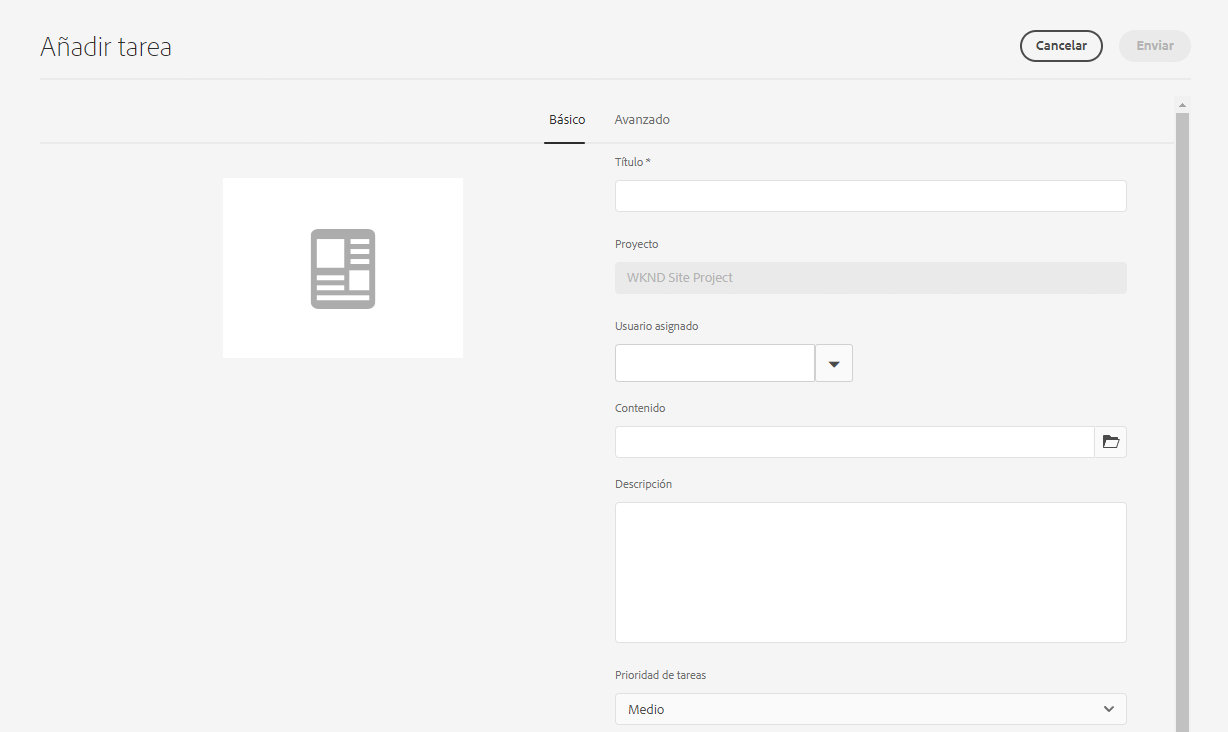 Añadir tarea
Cancelar
Enviar
Básico
Avanzado
Título *
Proyecto
WKND Site Project
Usuario asignado
Contenido
Descripción
Prioridad de tareas
Medio